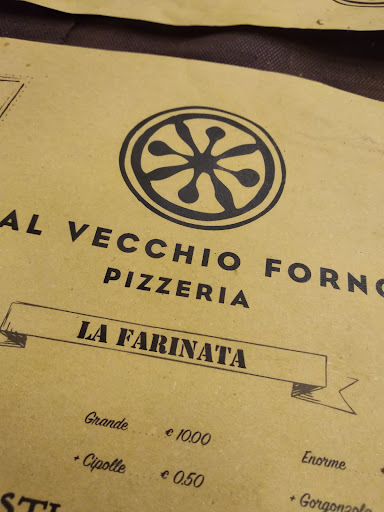 AL VECCHIO FORNO
PIZZERIA
LA FARINATA
Grande ..... € 10.00
+ Cipolle ..... € 0.50
Enorme
+ Gorgonzola